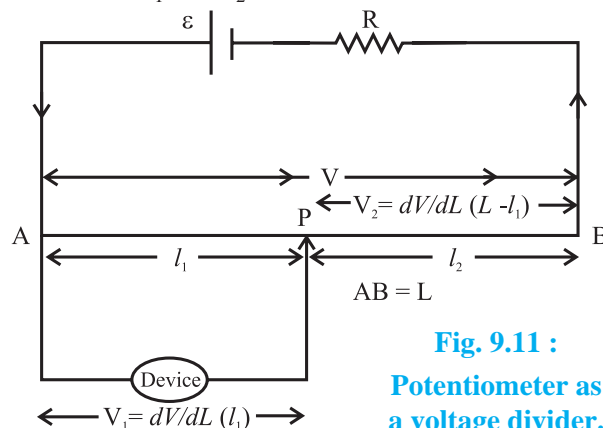 ε
R
V
V₂= dV/dL (L -l₁)
P
A
B
l₁
l₂
AB = L
Device
V₁= dV/dL (l₁)
Fig. 9.11 :
Potentiometer as
a voltage divider.